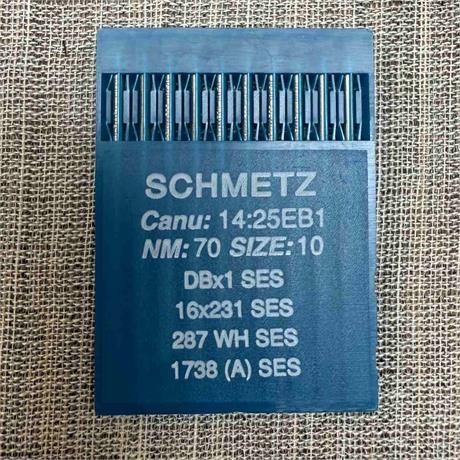 SCHMETZ
Canu: 14:25EB1
NM: 70 SIZE:10
DBx1 SES
16x231 SES
287 WH SES
1738 (A) SES